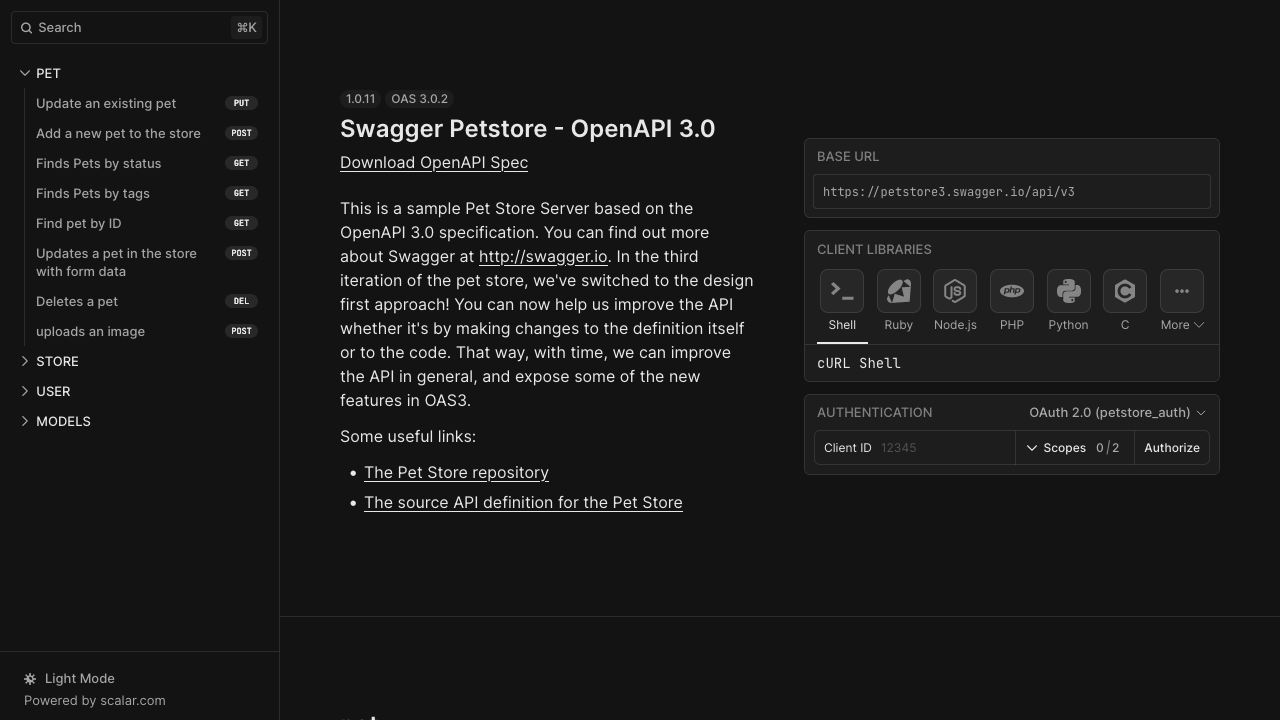 Search
⌘K
PET
Update an existing pet PUT
Add a new pet to the store POST
Finds Pets by status GET
Finds Pets by tags GET
Find pet by ID GET
Updates a pet in the store POST
with form data
Deletes a pet DEL
uploads an image POST
STORE
USER
MODELS
Light Mode
Powered by scalar.com
1.0.11 OAS 3.0.2
Swagger Petstore - OpenAPI 3.0
Download OpenAPI Spec
This is a sample Pet Store Server based on the
OpenAPI 3.0 specification. You can find out more
about Swagger at http://swagger.io. In the third
iteration of the pet store, we've switched to the design
first approach! You can now help us improve the API
whether it's by making changes to the definition itself
or to the code. That way, with time, we can improve
the API in general, and expose some of the new
features in OAS3.
Some useful links:
• The Pet Store repository
• The source API definition for the Pet Store
BASE URL
https://petstore3.swagger.io/api/v3
CLIENT LIBRARIES
JS php C
Shell Ruby Node.js PHP Python C More
cURL Shell
AUTHENTICATION OAuth 2.0 (petstore_auth)
Client ID 12345 Scopes 0/2 Authorize